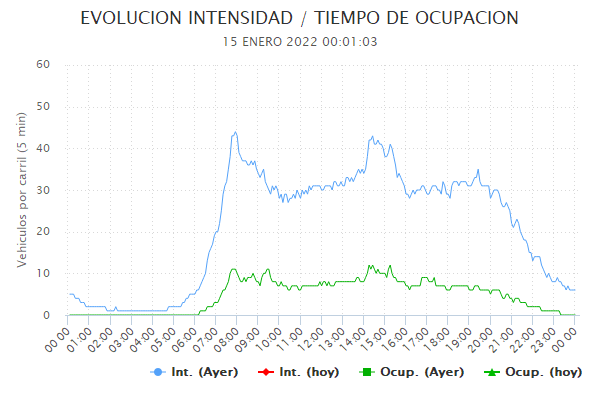 EVOLUCION INTENSIDAD / TIEMPO DE OCUPACION
15 ENERO 2022 00:01:03
Vehiculos por carril (5 min)
60
50
40
30
20
10
0
00:00 01:00 02:00 03:00 04:00 05:00 06:00 07:00 08:00 09:00 10:00 11:00 12:00 13:00 14:00 15:00 16:00 17:00 18:00 19:00 20:00 21:00 22:00 23:00 00:00
Int. (Ayer) Int. (hoy) Ocup. (Ayer) Ocup. (hoy)